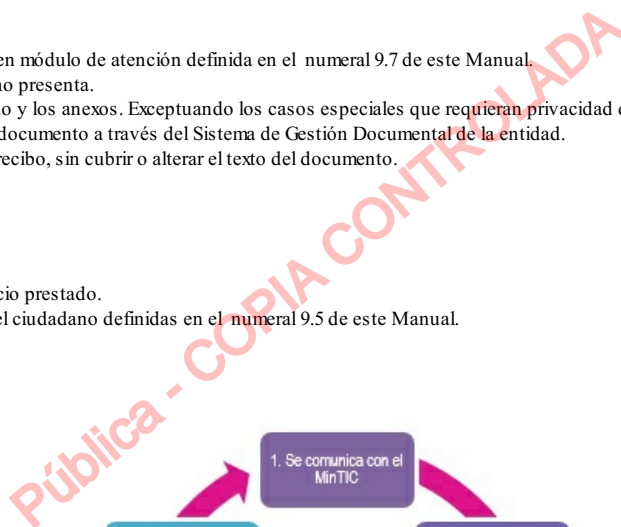 en módulo de atención definida en el numeral 9.7 de este Manual.
no presenta.
o y los anexos. Exceptuando los casos especiales que requieran privacidad
documento a través del Sistema de Gestión Documental de la entidad.
recibo, sin cubrir o alterar el texto del documento.
cio prestado.
el ciudadano definidas en el numeral 9.5 de este Manual.
Pública - COPIA CONTROLADA
1. Se comunica con el
MinTIC